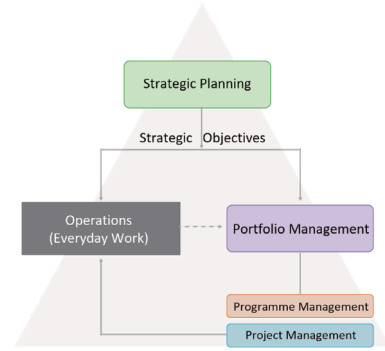 Strategic Planning
Strategic Objectives
Operations
(Everyday Work)
Portfolio Management
Programme Management
Project Management